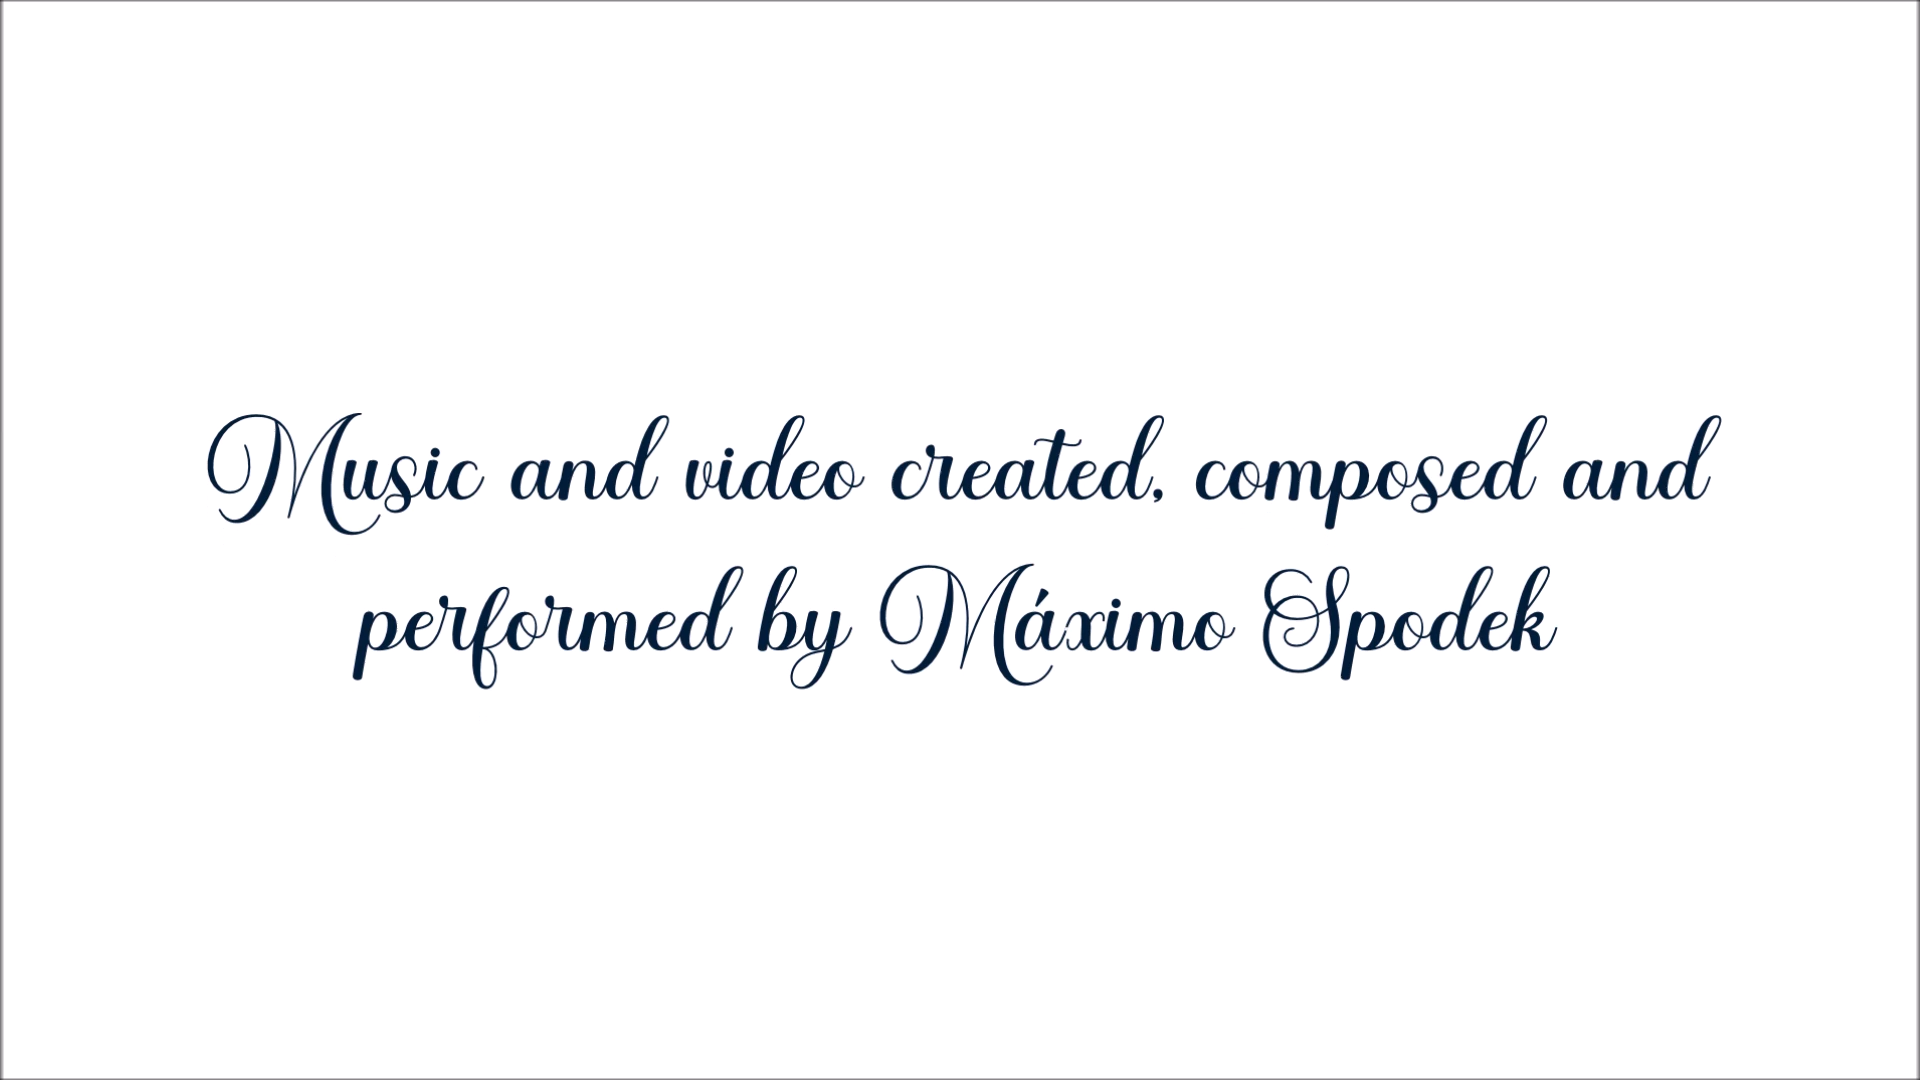 Music and video created, composed and
performed by Máximo Spodek